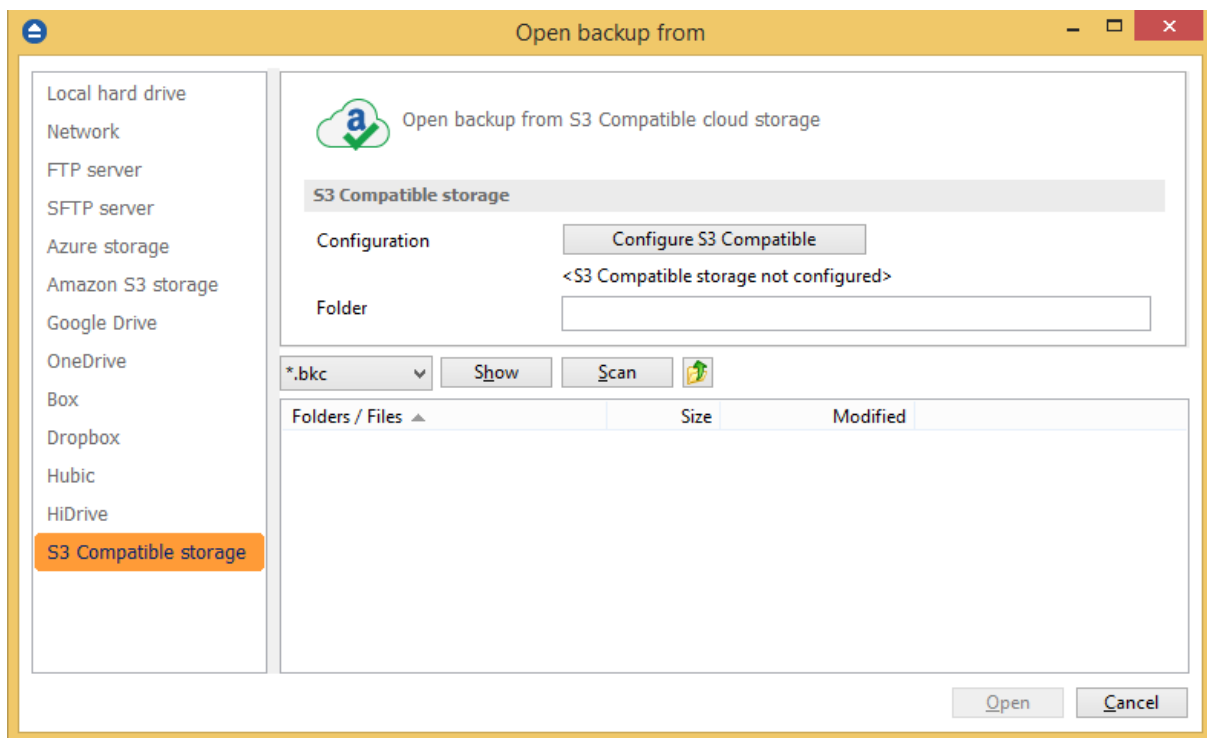 Open backup from
Local hard drive
Network
FTP server
SFTP server
Azure storage
Amazon S3 storage
Google Drive
OneDrive
Box
Dropbox
Hubic
HiDrive
S3 Compatible storage
a
Open backup from S3 Compatible cloud storage
S3 Compatible storage
Configuration Configure S3 Compatible
<S3 Compatible storage not configured>
Folder
*.bkc Show Scan
Folders / Files Size Modified
Open Cancel